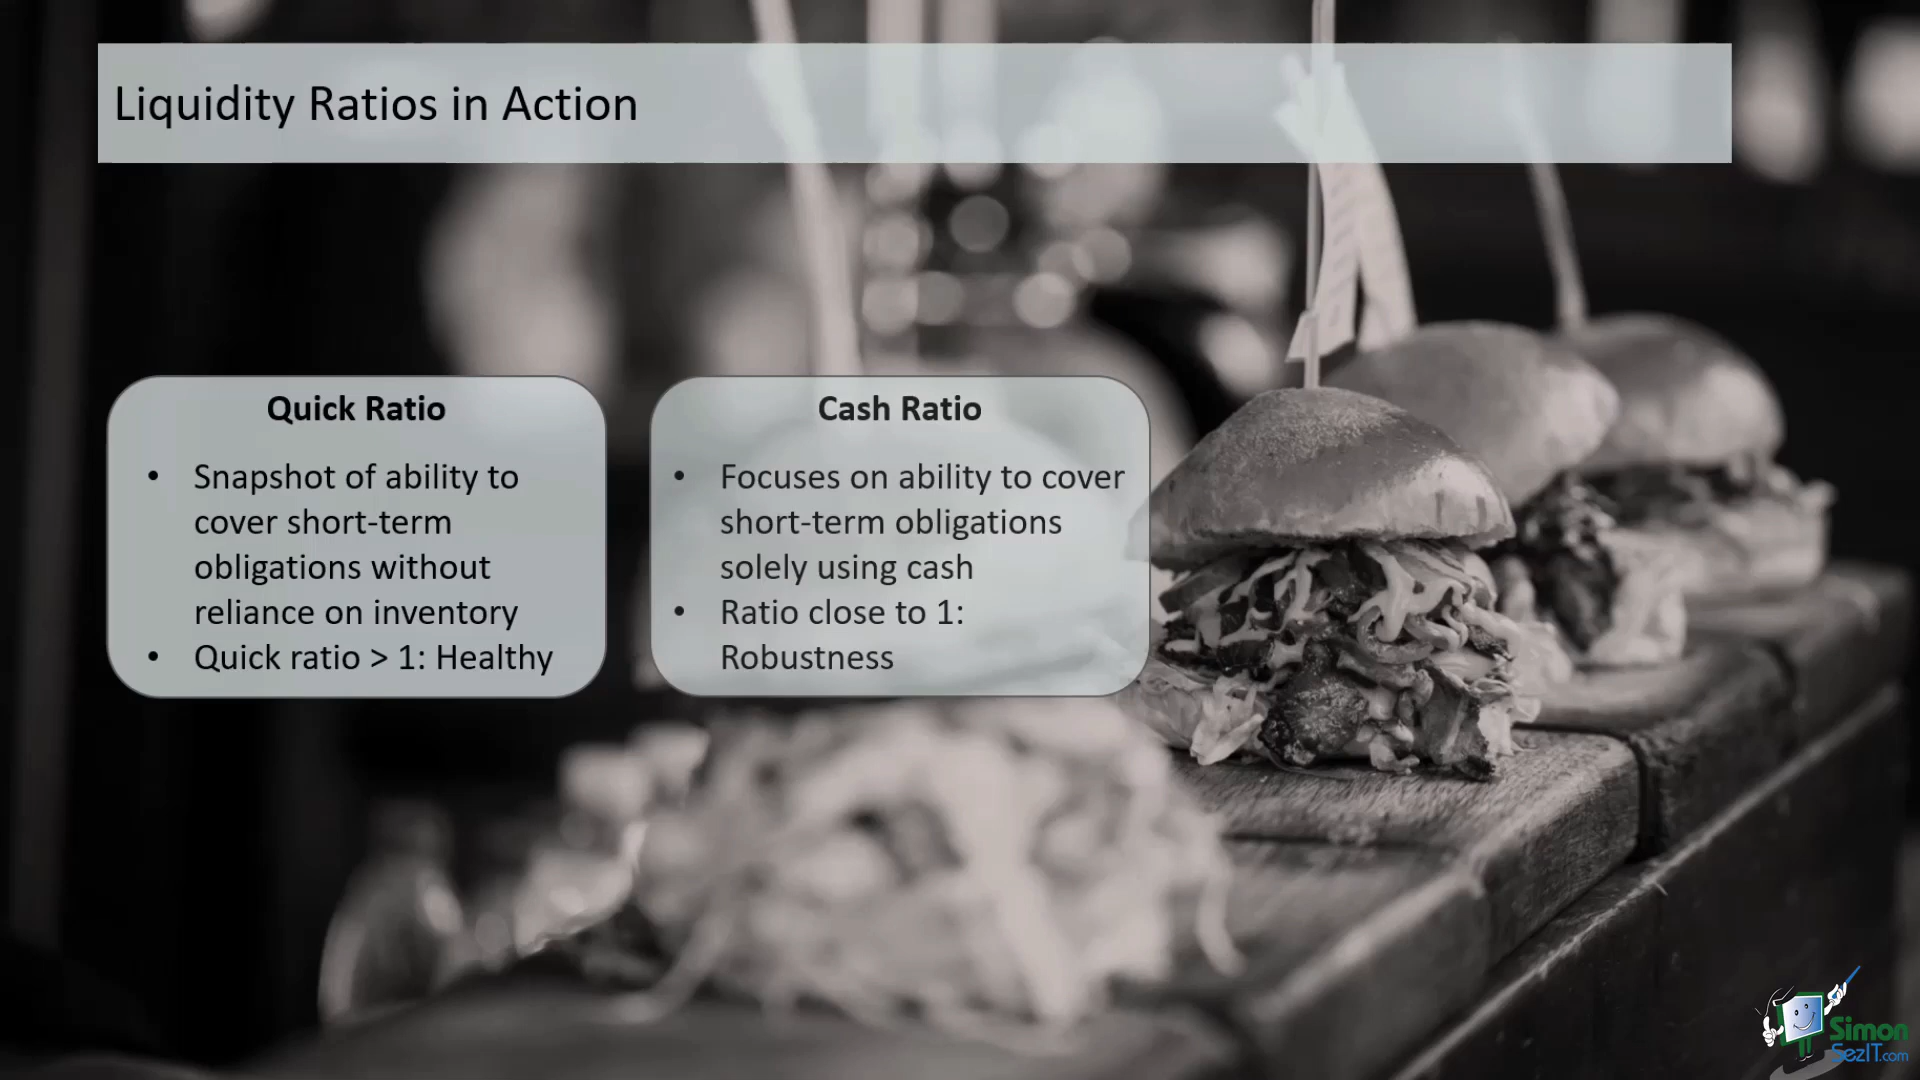 Liquidity Ratios in Action
Quick Ratio
• Snapshot of ability to
cover short-term
obligations without
reliance on inventory
• Quick ratio > 1: Healthy
Cash Ratio
• Focuses on ability to cover
short-term obligations
solely using cash
• Ratio close to 1:
Robustness
Simon
SezIT.com